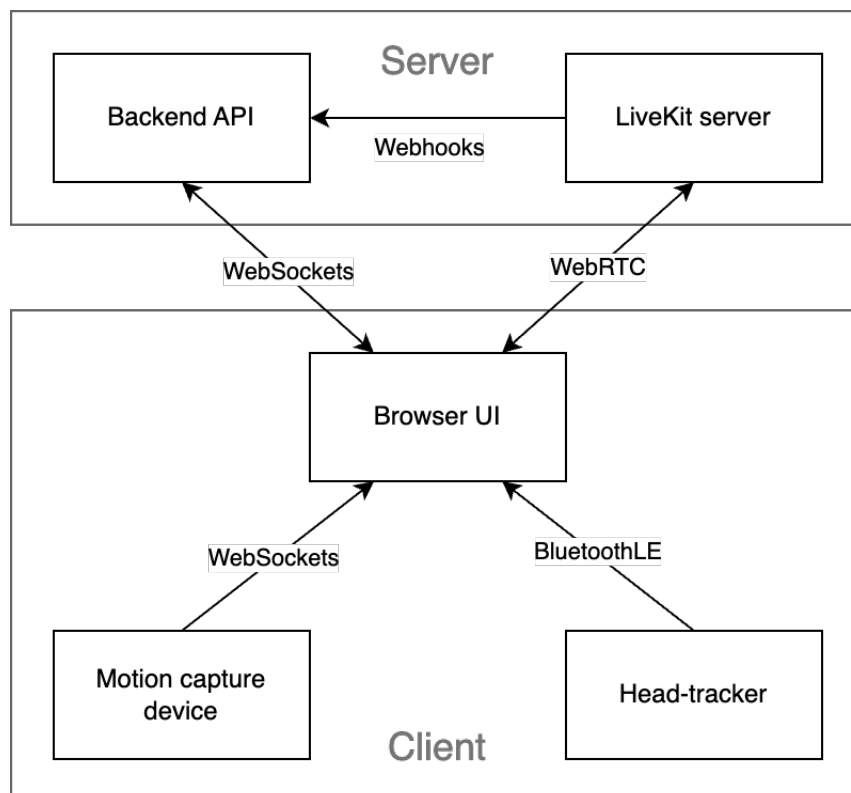 Server
Backend API
LiveKit server
Webhooks
WebSockets
WebRTC
Browser UI
WebSockets
BluetoothLE
Motion capture
device
Head-tracker
Client